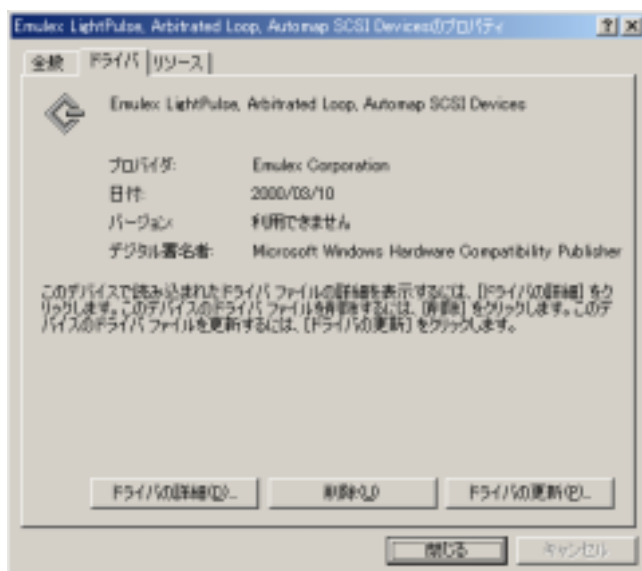 Emulex LightPulse, Arbitrated Loop, Automap SCSI Devicesのプロパティ
全般 ドライバ リソース
Emulex LightPulse, Arbitrated Loop, Automap SCSI Devices
プロバイダ: Emulex Corporation
日付: 2000/03/10
バージョン: 利用できません
デジタル署名者: Microsoft Windows Hardware Compatibility Publisher
このデバイスで読み込まれたドライバ ファイルの詳細を表示するには、[ドライバの詳細] をク
リックします。このデバイスのドライバ ファイルを削除するには、[削除] をクリックします。このデ
バイスのドライバ ファイルを更新するには、[ドライバの更新] をクリックします。
ドライバの詳細(D)... 削除(U) ドライバの更新(P)...
閉じる キャンセル